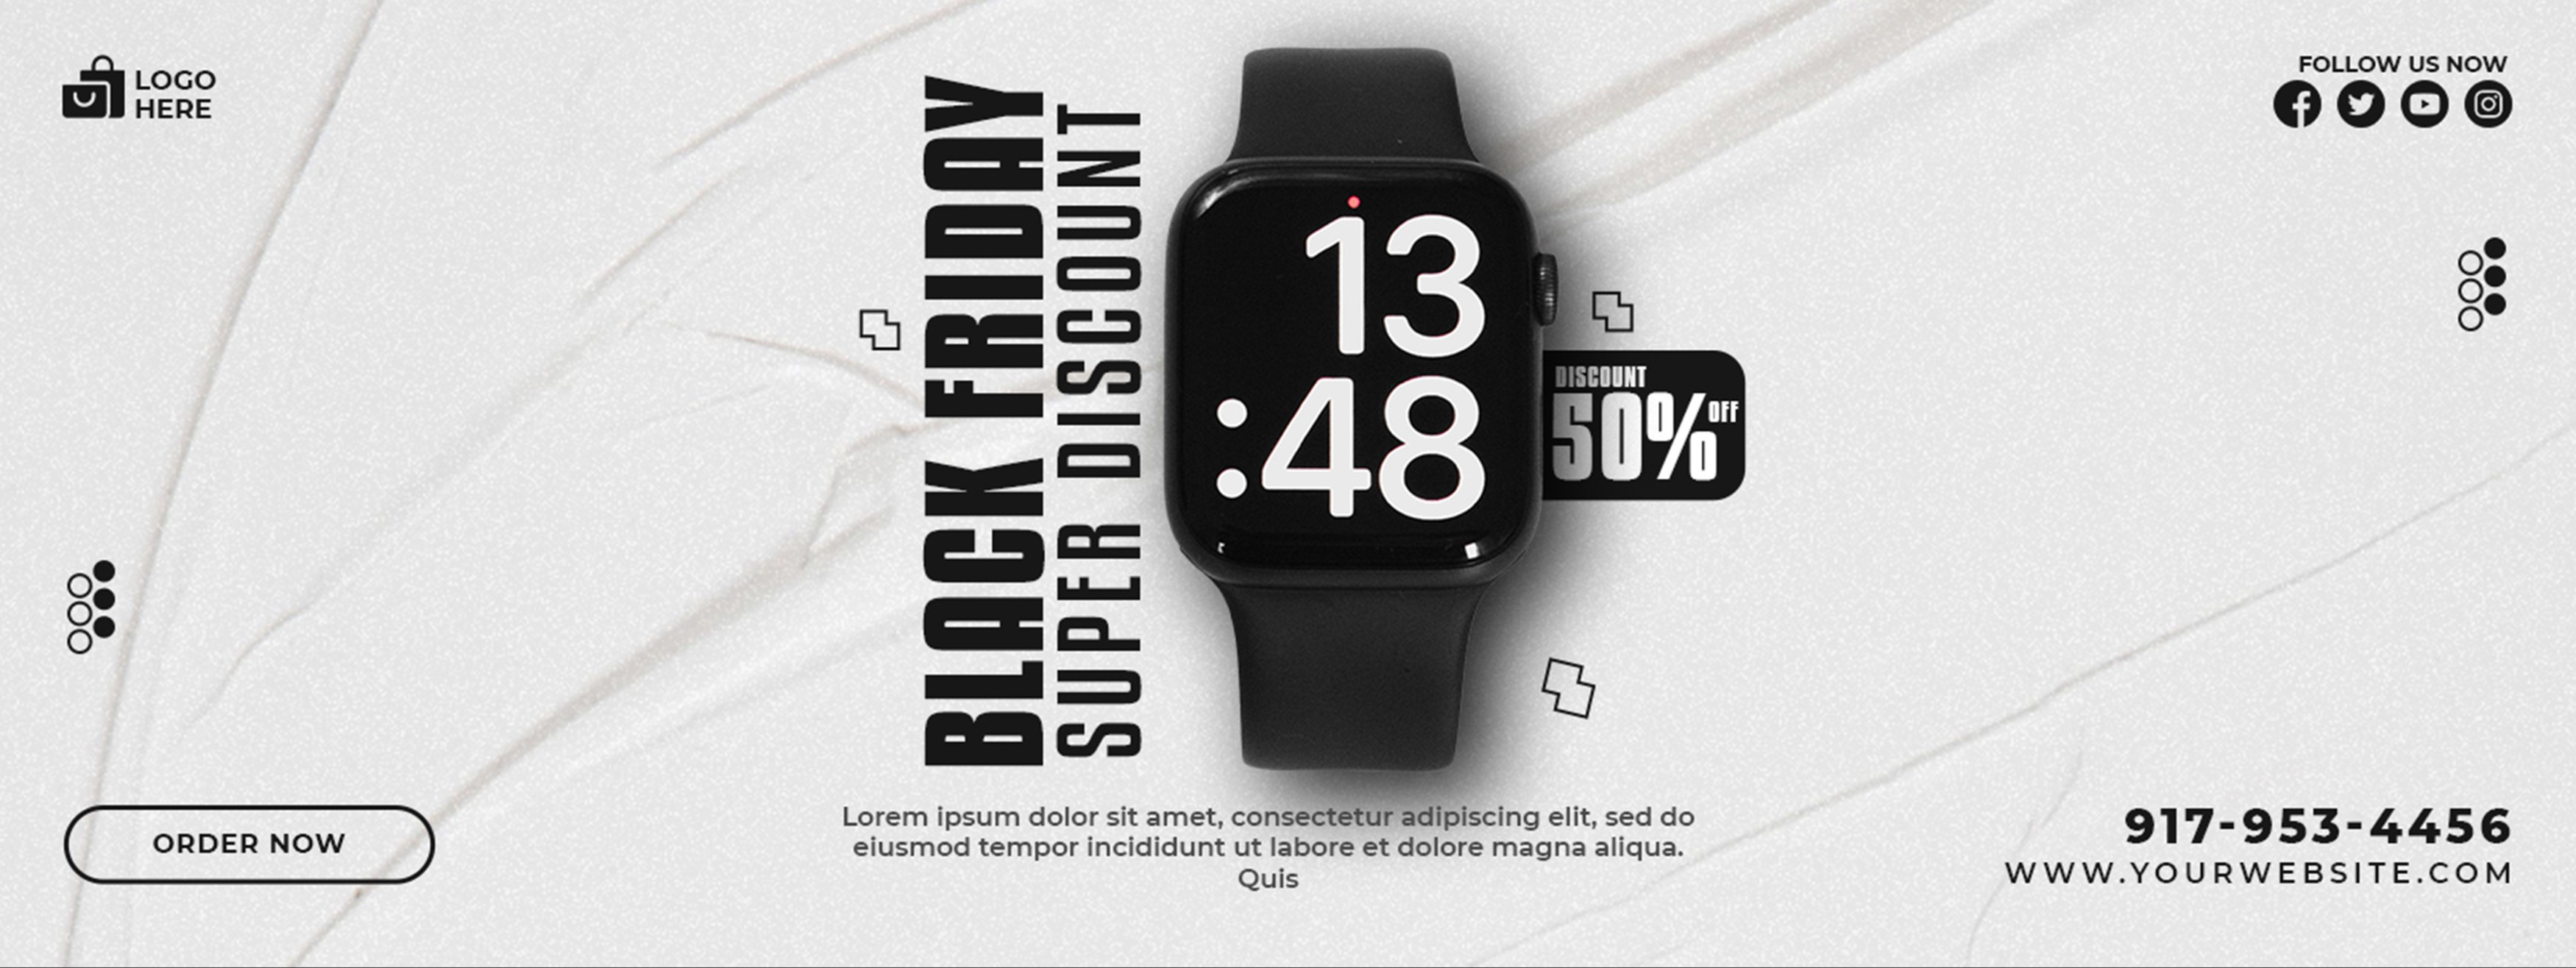 LOGO
HERE
FOLLOW US NOW
BLACK FRIDAY
SUPER DISCOUNT
13
:48
DISCOUNT
50% OFF
ORDER NOW
Lorem ipsum dolor sit amet, consectetur adipiscing elit, sed do
eiusmod tempor incididunt ut labore et dolore magna aliqua.
Quis
917-953-4456
WWW.YOURWEBSITE.COM